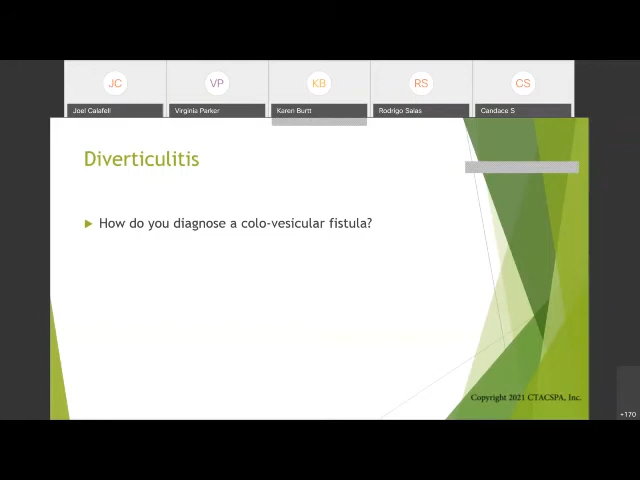 JC
VP
KB
RS
CS
Joel Calafell
Virginia Parker
Karen Burtt
Rodrigo Salas
Candace S
Diverticulitis
How do you diagnose a colo-vesicular fistula?
Copyright 2021 CTACSPA, Inc.
+170